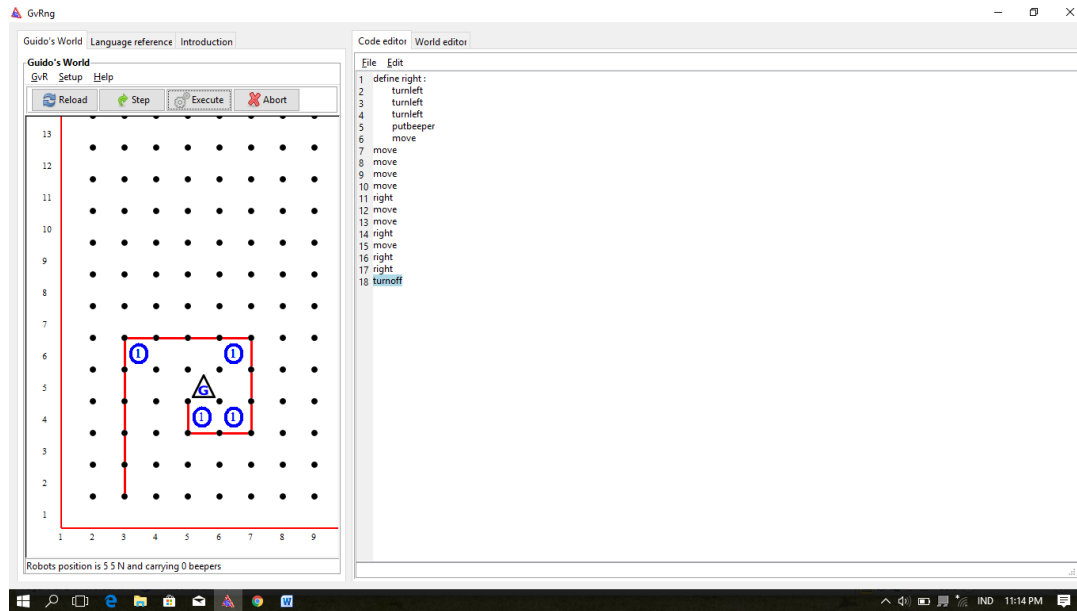 GvRng
Guido's World Language reference Introduction
Guido's World
GvR Setup Help
Reload Step Execute Abort
13
12
11
10
9
8
7
6
5
4
3
2
1
1 2 3 4 5 6 7 8 9
1 1
G
1 1
Robots position is 5 5 N and carrying 0 beepers
Code editor World editor
File Edit
1 define right :
2 turnleft
3 turnleft
4 turnleft
5 putbeeper
6 move
7 move
8 move
9 move
10 move
11 right
12 move
13 move
14 right
15 move
16 right
17 right
18 turnoff
IND 11:14 PM